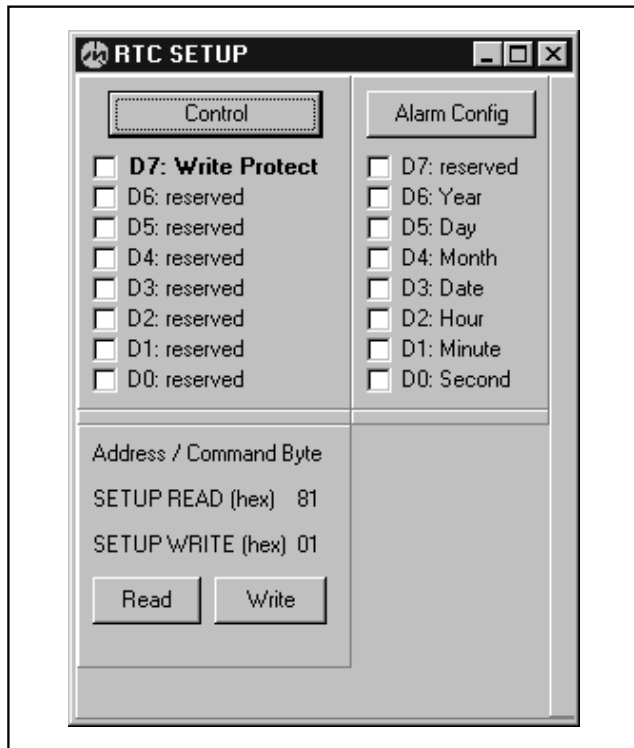 RTC SETUP
Control
D7: Write Protect
D6: reserved
D5: reserved
D4: reserved
D3: reserved
D2: reserved
D1: reserved
D0: reserved
Alarm Config
D7: reserved
D6: Year
D5: Day
D4: Month
D3: Date
D2: Hour
D1: Minute
D0: Second
Address / Command Byte
SETUP READ (hex) 81
SETUP WRITE (hex) 01
Read Write